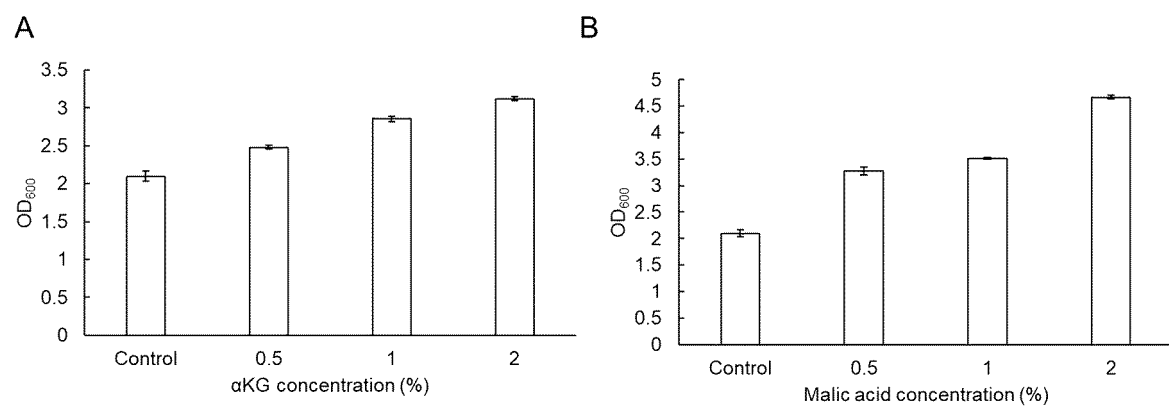 A
3.5
3
2.5
2
1.5
1
0.5
0
OD600
Control 0.5 1 2
αKG concentration (%)
B
5
4.5
4
3.5
3
2.5
2
1.5
1
0.5
0
OD600
Control 0.5 1 2
Malic acid concentration (%)